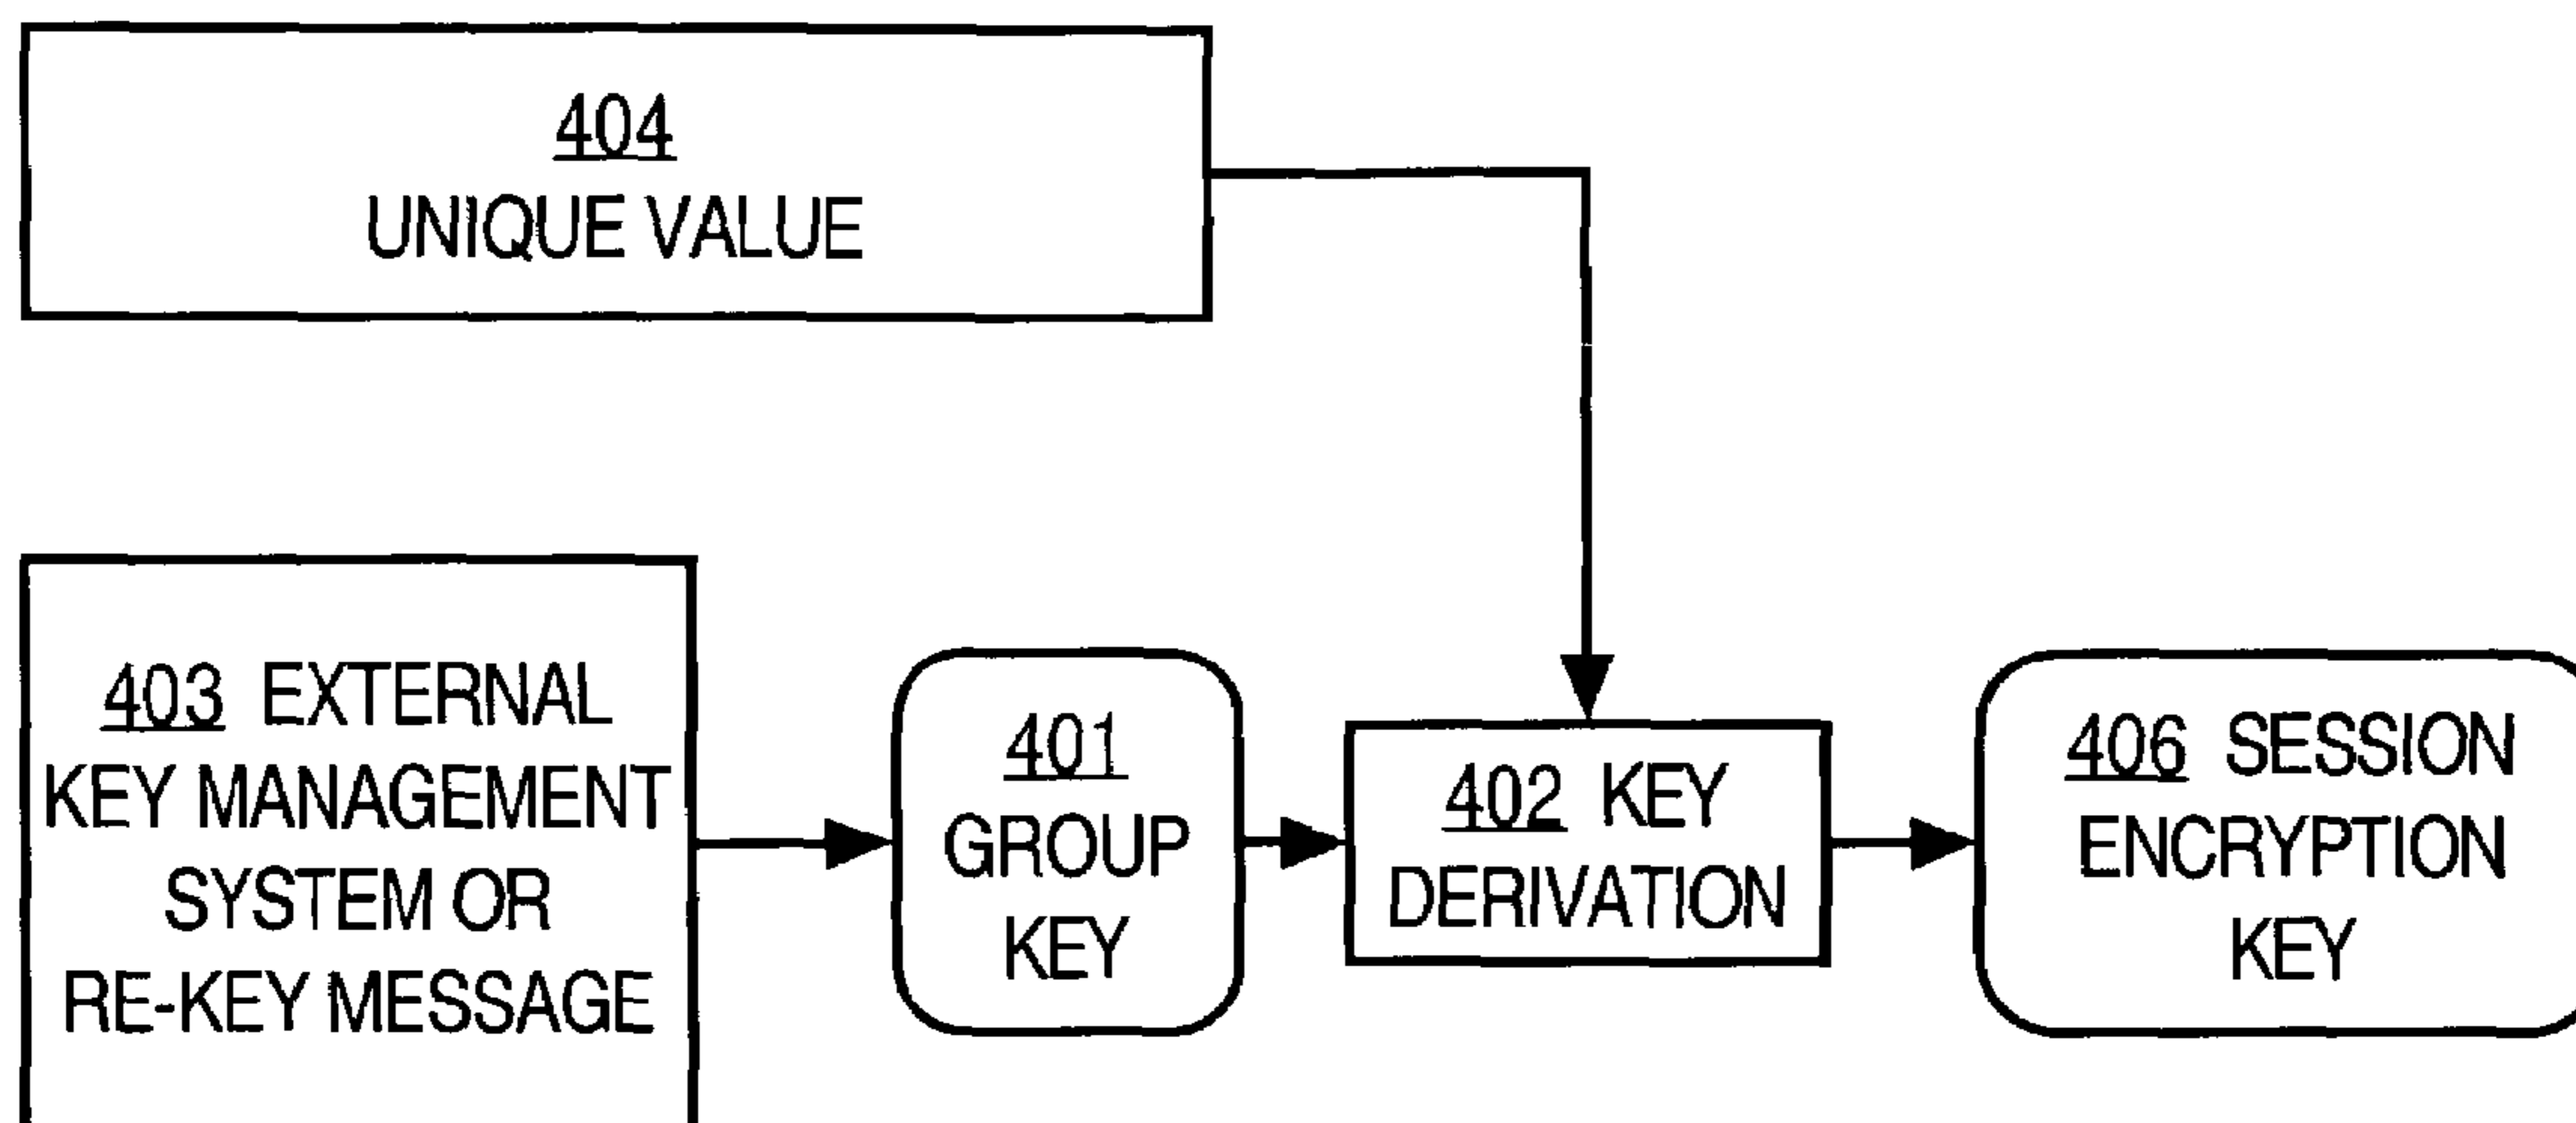 404
UNIQUE VALUE
403 EXTERNAL
KEY MANAGEMENT
SYSTEM OR
RE-KEY MESSAGE
401
GROUP
KEY
402 KEY
DERIVATION
406 SESSION
ENCRYPTION
KEY